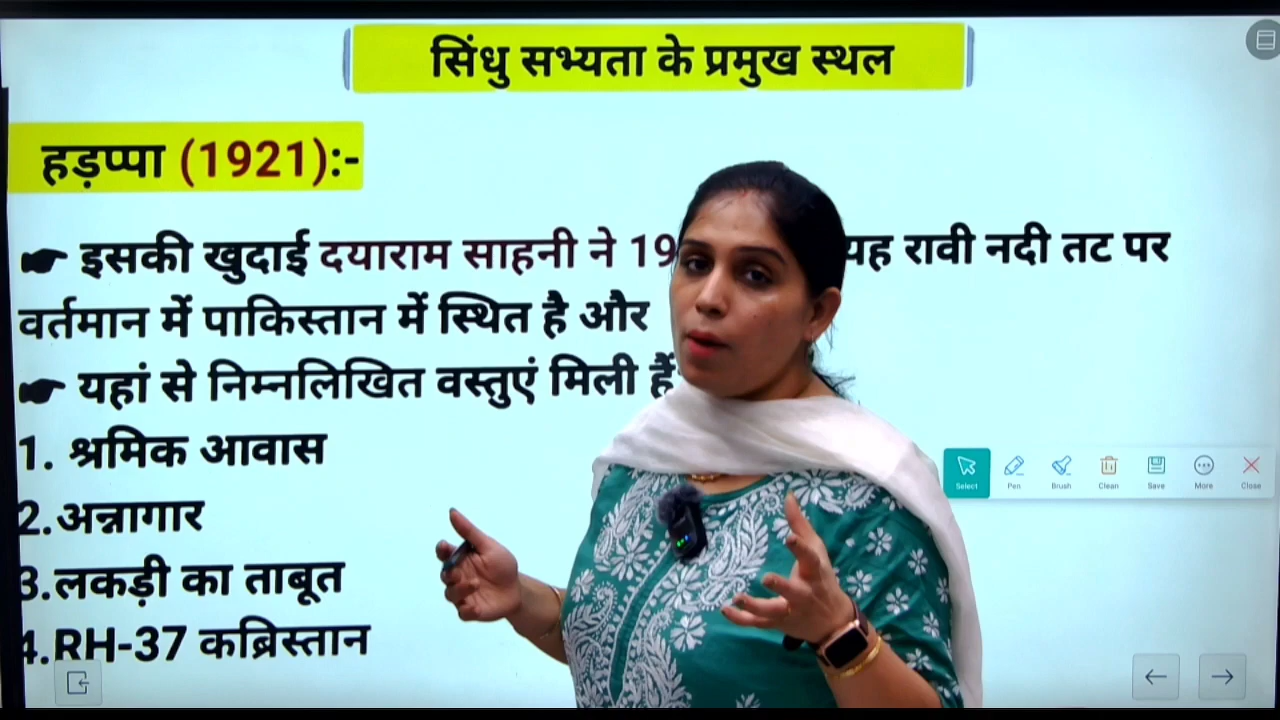 सिंधु सभ्यता के प्रमुख स्थल
हड़प्पा (1921):-
☛ इसकी खुदाई दयाराम साहनी ने 19 यह रावी नदी तट पर
वर्तमान में पाकिस्तान में स्थित है और
☛ यहां से निम्नलिखित वस्तुएं मिली हैं
1. श्रमिक आवास
2.अन्नागार
3.लकड़ी का ताबूत
4.RH-37 कब्रिस्तान
Select Pen Brush Clean Save More Close